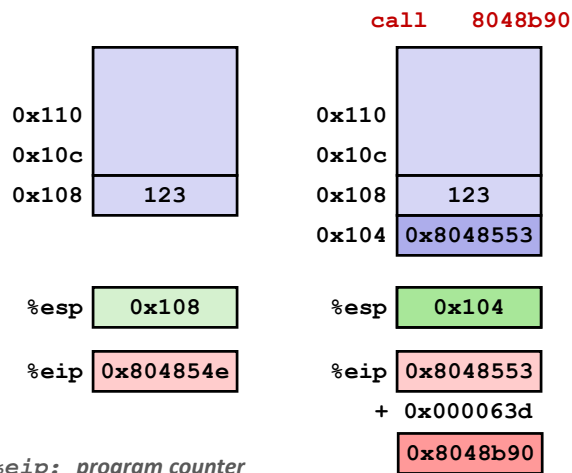 call 8048b90
0x110
0x10c
0x108 123
%esp 0x108
%eip 0x804854e
0x110
0x10c
0x108 123
0x104 0x8048553
%esp 0x104
%eip 0x8048553
+ 0x000063d
0x8048b90
%eip: program counter